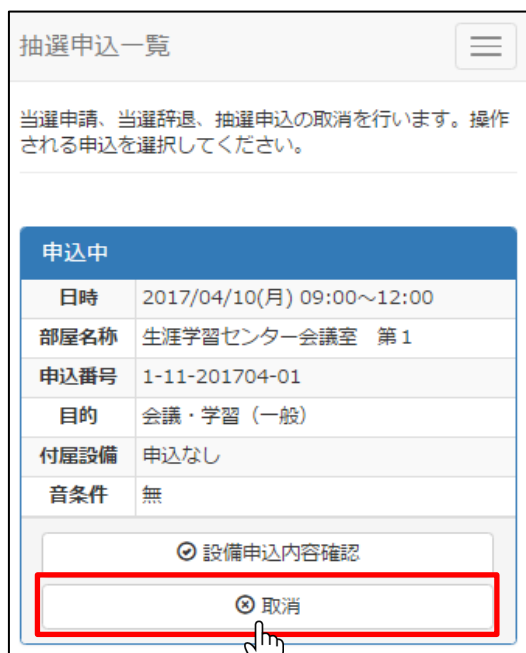 抽選申込一覧
当選申請、当選辞退、抽選申込の取消を行います。操作
される申込を選択してください。
申込中
日時 2017/04/10(月) 09:00～12:00
部屋名称 生涯学習センター会議室　第１
申込番号 1-11-201704-01
目的 会議・学習（一般）
付属設備 申込なし
音条件 無
設備申込内容確認
取消